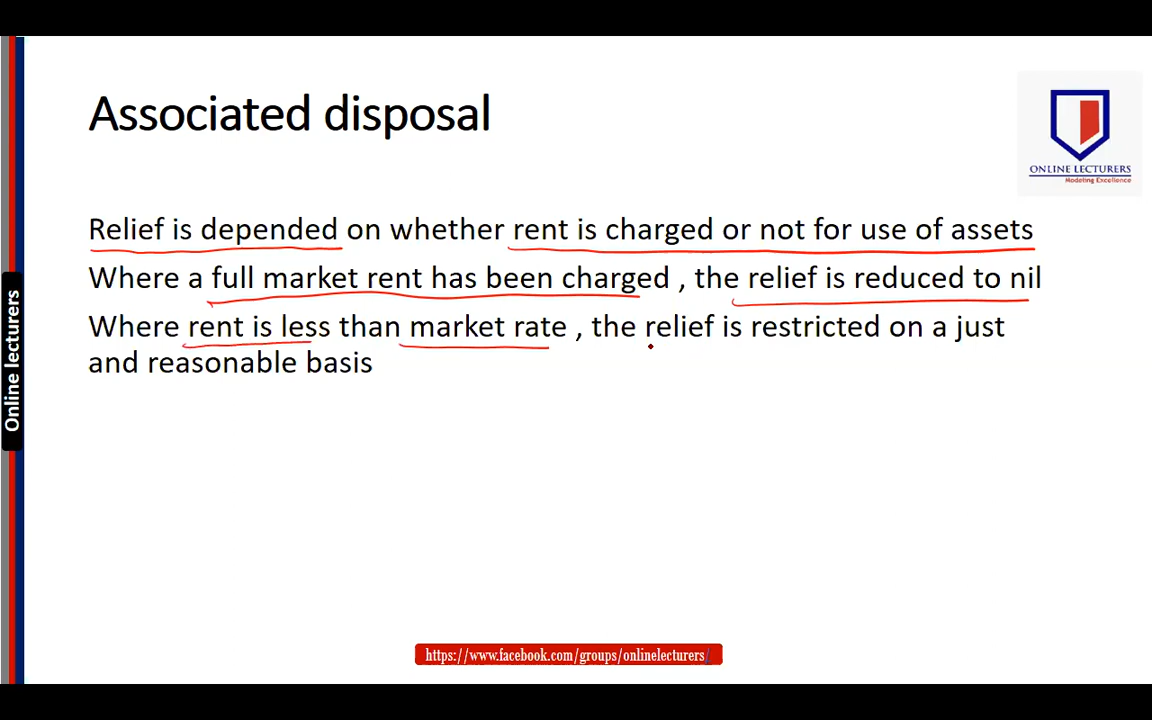 Associated disposal
ONLINE LECTURERS
Modeling Excellence
Relief is depended on whether rent is charged or not for use of assets
Where a full market rent has been charged , the relief is reduced to nil
Where rent is less than market rate , the relief is restricted on a just
and reasonable basis
Online lecturers
https://www.facebook.com/groups/onlinelecturers/